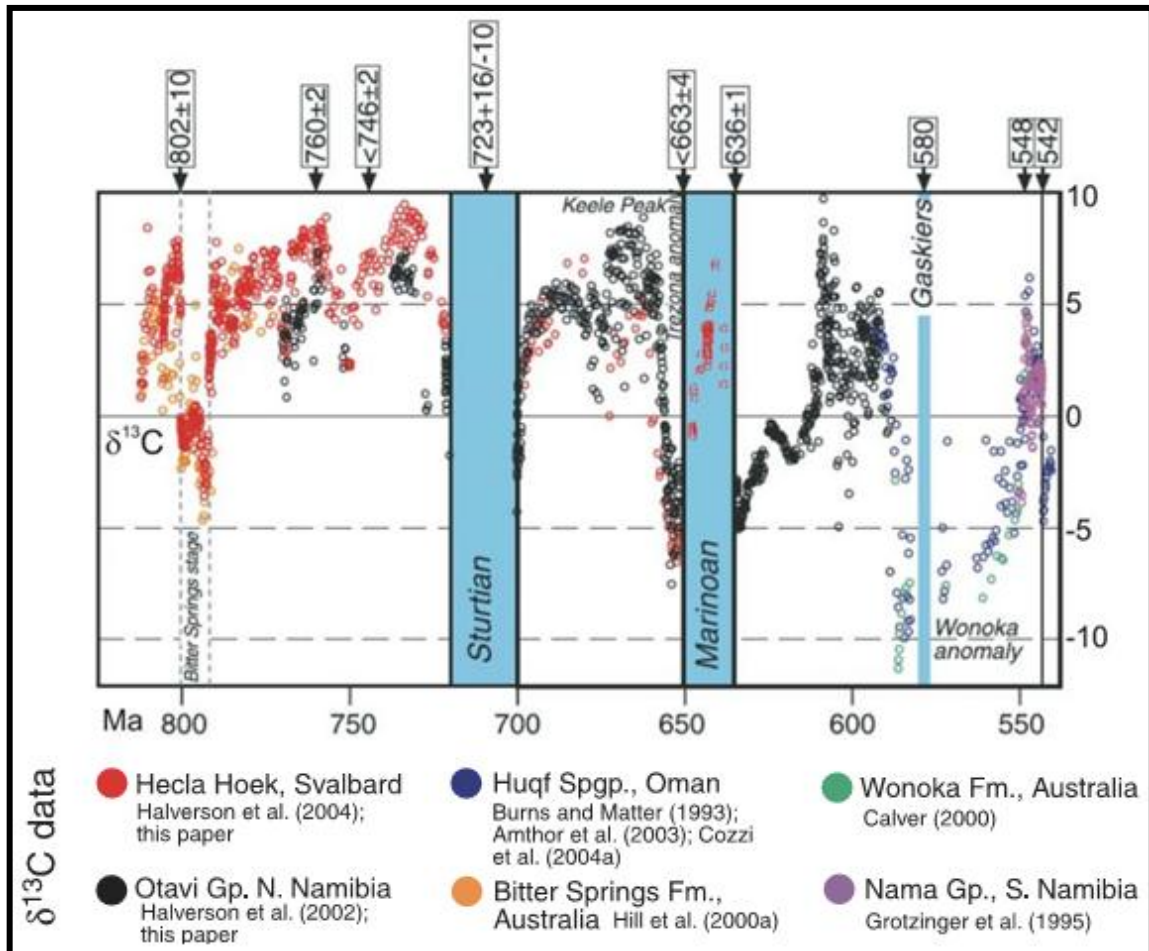 802±10
760±2
<746±2
723+16/-10
<663±4
636±1
580
548
542
Keele Peak
Trezona anomaly
Gaskiers
10
5
0
-5
-10
δ13C
Bitter Springs stage
Sturtian
Marinoan
Wonoka
anomaly
Ma 800 750 700 650 600 550
δ13C data
Hecla Hoek, Svalbard
Halverson et al. (2004);
this paper
Otavi Gp. N. Namibia
Halverson et al. (2002);
this paper
Huqf Spgp., Oman
Burns and Matter (1993);
Amthor et al. (2003); Cozzi
et al. (2004a)
Bitter Springs Fm.,
Australia Hill et al. (2000a)
Wonoka Fm., Australia
Calver (2000)
Nama Gp., S. Namibia
Grotzinger et al. (1995)